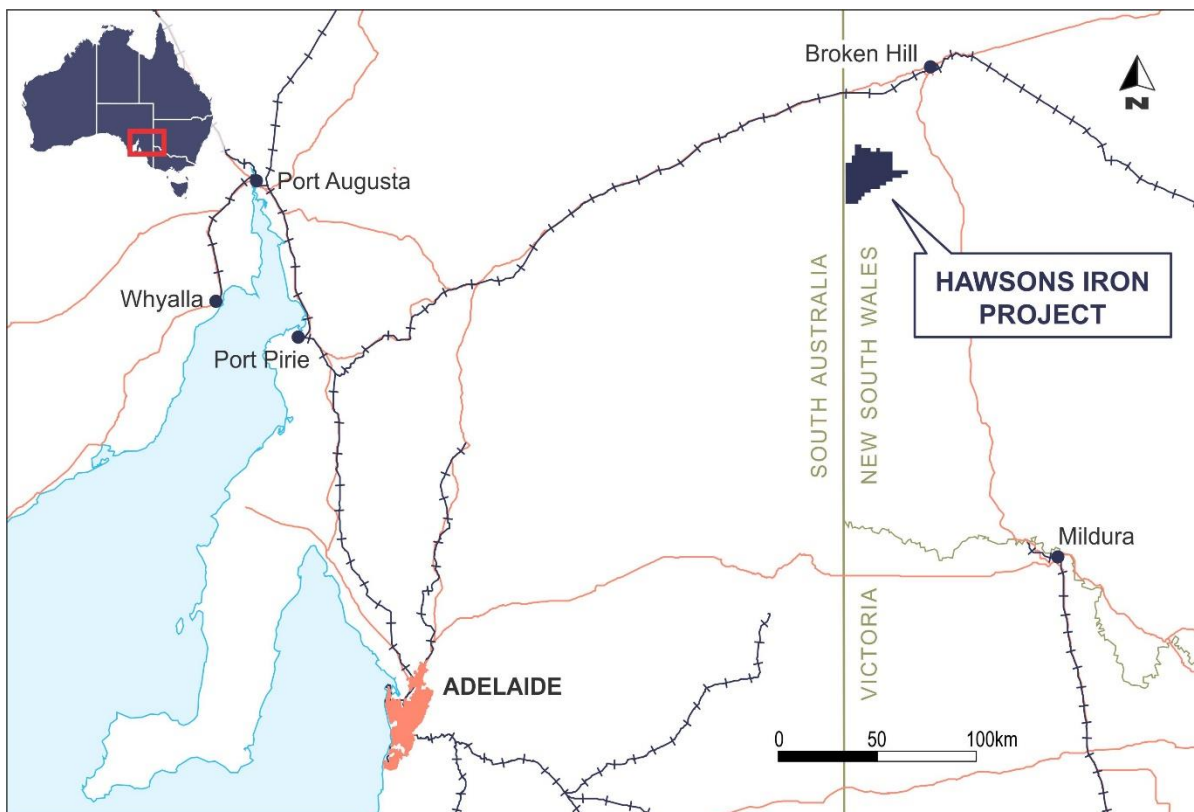 Broken Hill
N
Port Augusta
Whyalla
Port Pirie
HAWSONS IRON
PROJECT
SOUTH AUSTRALIA
NEW SOUTH WALES
Mildura
VICTORIA
ADELAIDE
0 50 100km